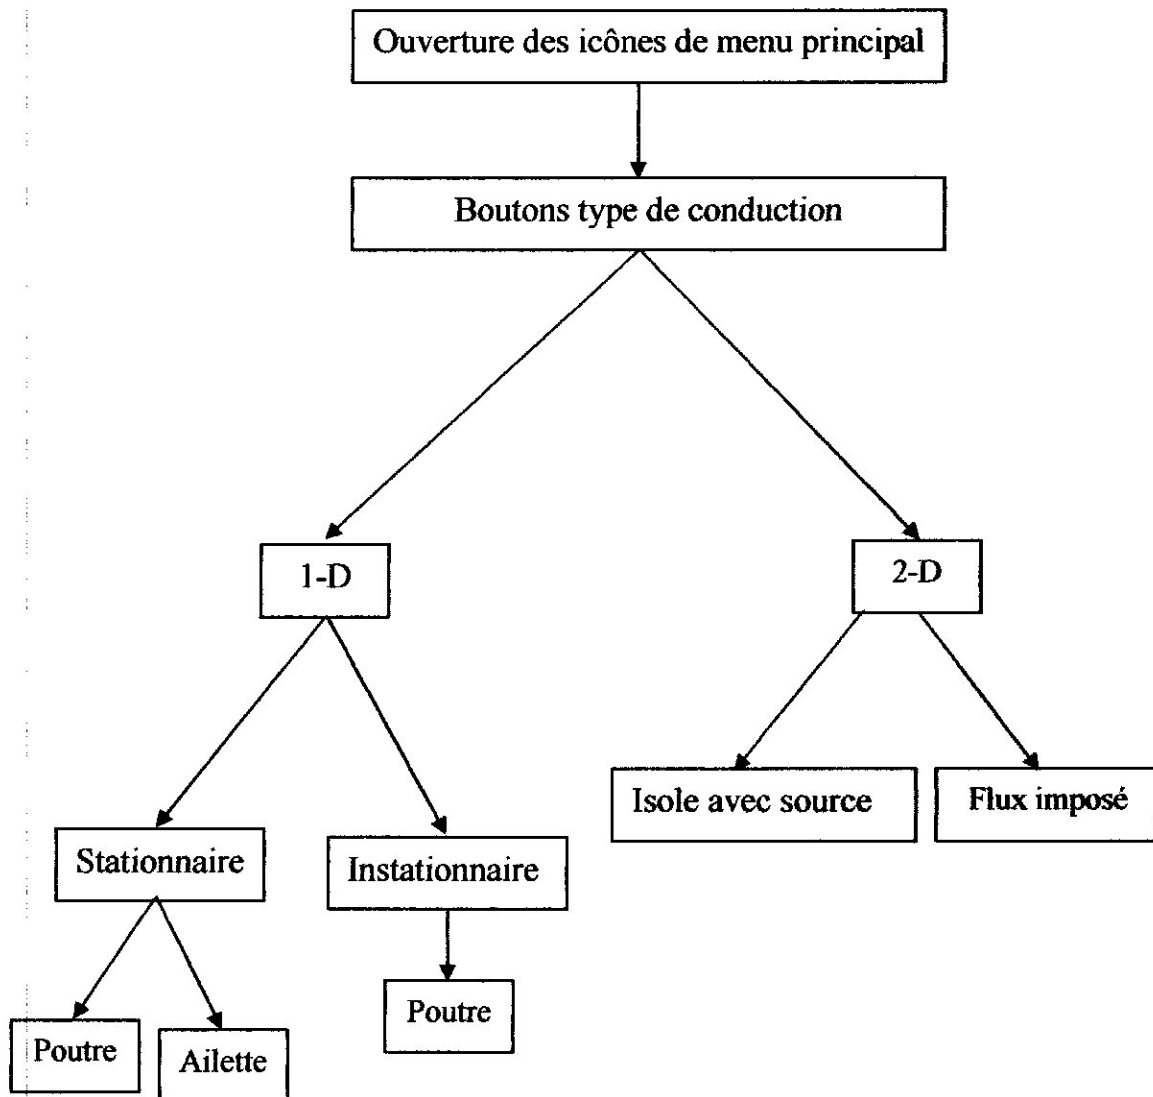 Ouverture des icônes de menu principal
Boutons type de conduction
1-D
2-D
Isole avec source
Flux imposé
Stationnaire
Instationnaire
Poutre
Poutre
Ailette